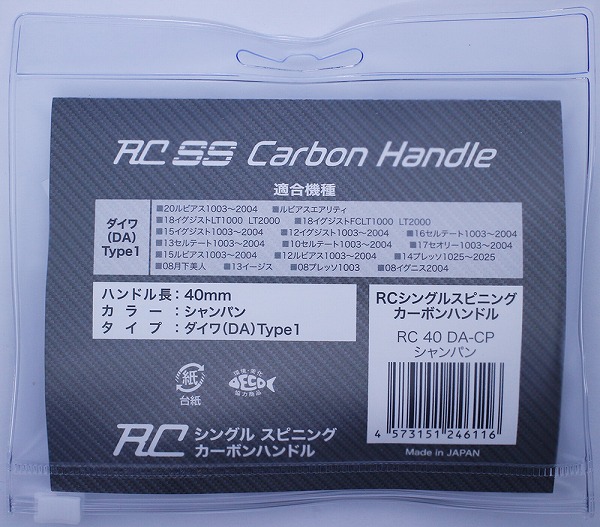 RC SS Carbon Handle
適合機種
ダイワ
(DA)
Type1
■20ルビアス1003~2004 ■ルビアスエアリティ
■18イグジストLT1000 LT2000 ■18イグジストFCLT1000 LT2000
■15イグジスト1003~2004 ■12イグジスト1003~2004 ■16セルテート1003~2004
■13セルテート1003~2004 ■10セルテート1003~2004 ■17セオリー1003~2004
■15ルビアス1003~2004 ■12ルビアス1003~2004 ■14プレッソ1025~2025
■08月下美人 ■13イージス ■08プレッソ1003 ■08イグニス2004
ハンドル長：40mm
カラー：シャンパン
タイプ：ダイワ(DA)Type1
RCシングルスピニング
カーボンハンドル
RC 40 DA-CP
シャンパン
4 573151 246116
Made in JAPAN
紙
台紙
環境・美化
DECO
協力商品
RC シングル スピニング
カーボンハンドル